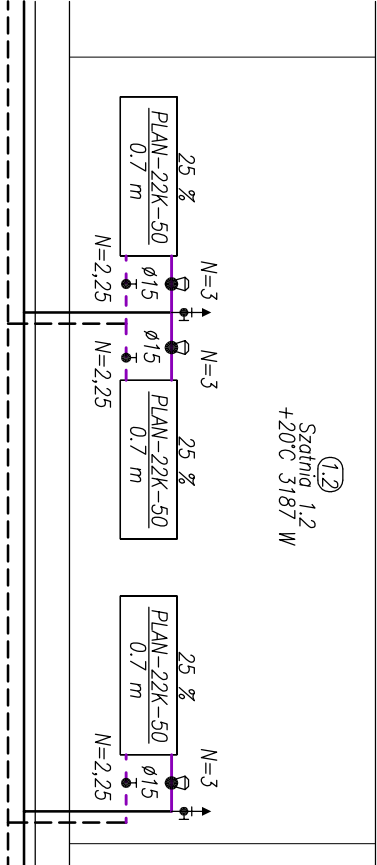 1.2
Szatnia 1.2
+20°C 3187 W
25 %
PLAN-22K-50
0.7 m
N=3
ø15
N=2,25
N=3
ø15
N=2,25
25 %
PLAN-22K-50
0.7 m
25 %
PLAN-22K-50
0.7 m
N=3
ø15
N=2,25